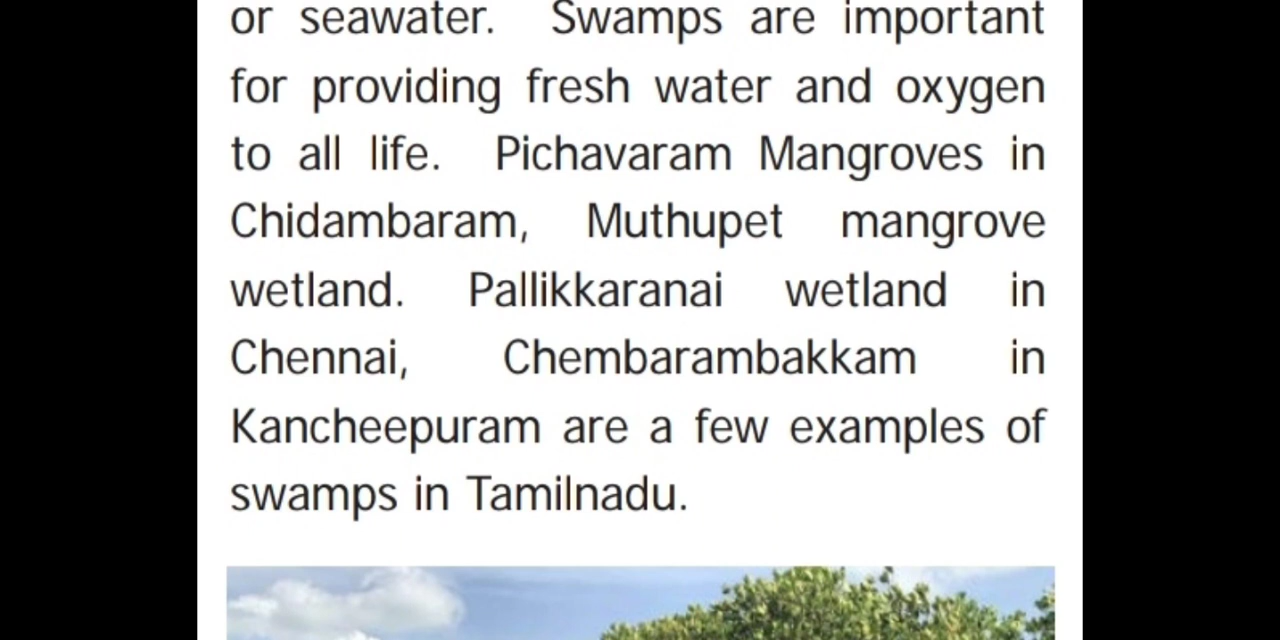 or seawater. Swamps are important
for providing fresh water and oxygen
to all life. Pichavaram Mangroves in
Chidambaram, Muthupet mangrove
wetland. Pallikkaranai wetland in
Chennai, Chembarambakkam in
Kancheepuram are a few examples of
swamps in Tamilnadu.